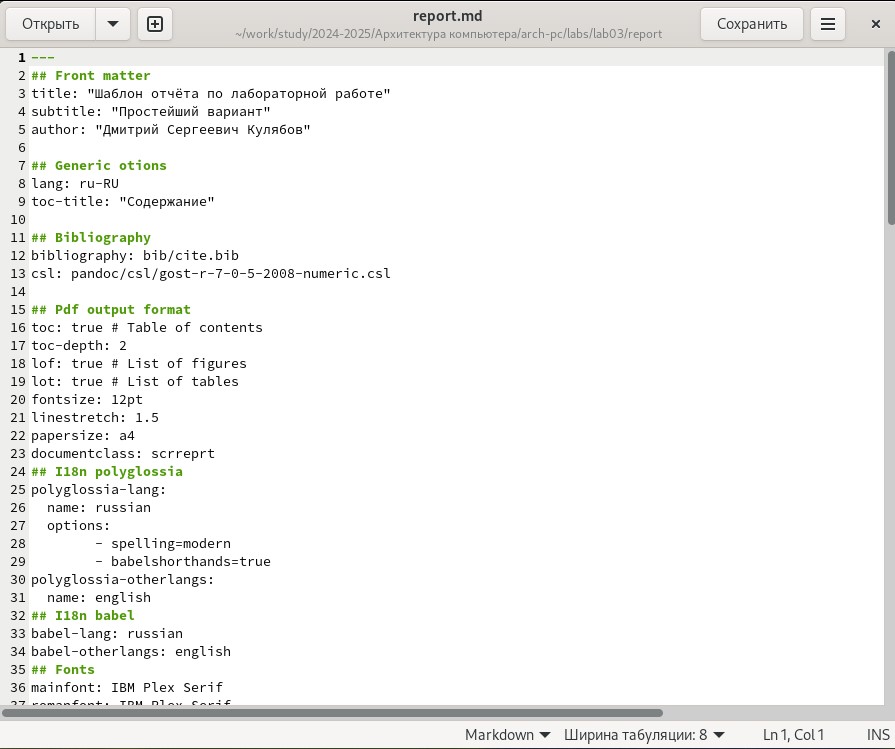 Открыть
report.md
~/work/study/2024-2025/Архитектура компьютера/arch-pc/labs/lab03/report
Сохранить
1 ---
2 ## Front matter
3 title: "Шаблон отчёта по лабораторной работе"
4 subtitle: "Простейший вариант"
5 author: "Дмитрий Сергеевич Кулябов"
6
7 ## Generic otions
8 lang: ru-RU
9 toc-title: "Содержание"
10
11 ## Bibliography
12 bibliography: bib/cite.bib
13 csl: pandoc/csl/gost-r-7-0-5-2008-numeric.csl
14
15 ## Pdf output format
16 toc: true # Table of contents
17 toc-depth: 2
18 lof: true # List of figures
19 lot: true # List of tables
20 fontsize: 12pt
21 linestretch: 1.5
22 papersize: a4
23 documentclass: scrreprt
24 ## I18n polyglossia
25 polyglossia-lang:
26   name: russian
27   options:
28         - spelling=modern
29         - babelshorthands=true
30 polyglossia-otherlangs:
31   name: english
32 ## I18n babel
33 babel-lang: russian
34 babel-otherlangs: english
35 ## Fonts
36 mainfont: IBM Plex Serif
37 romanfont: IBM Plex Serif
Markdown
Ширина табуляции: 8
Ln 1, Col 1
INS